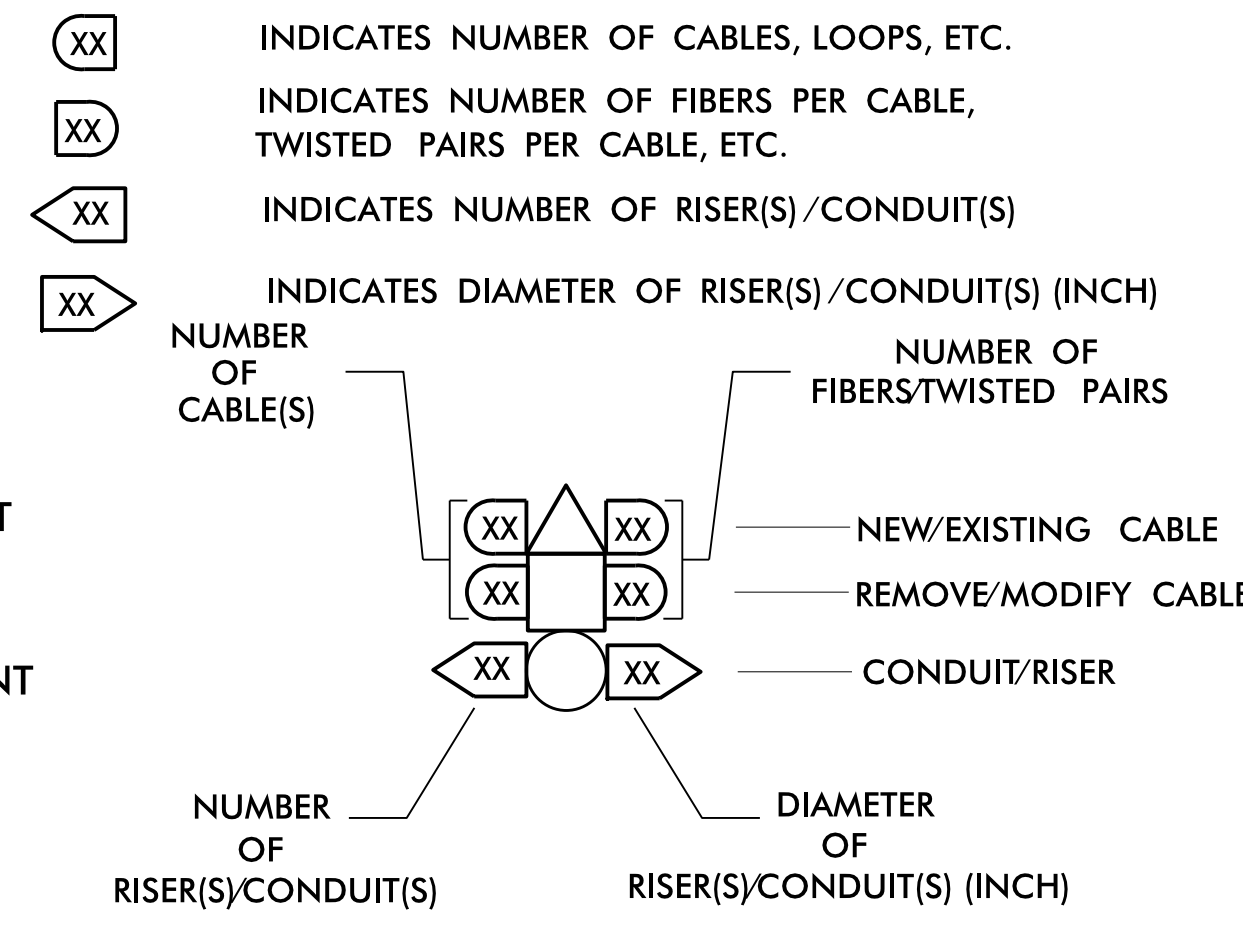 XX INDICATES NUMBER OF CABLES, LOOPS, ETC.
XX INDICATES NUMBER OF FIBERS PER CABLE,
TWISTED PAIRS PER CABLE, ETC.
XX INDICATES NUMBER OF RISER(S)/CONDUIT(S)
XX INDICATES DIAMETER OF RISER(S)/CONDUIT(S) (INCH)
NUMBER
OF
CABLE(S)
NUMBER OF
FIBERS/TWISTED PAIRS
XX XX NEW/EXISTING CABLE
XX XX REMOVE/MODIFY CABLE
XX XX CONDUIT/RISER
NUMBER
OF
RISER(S)/CONDUIT(S)
DIAMETER
OF
RISER(S)/CONDUIT(S) (INCH)
T
NT